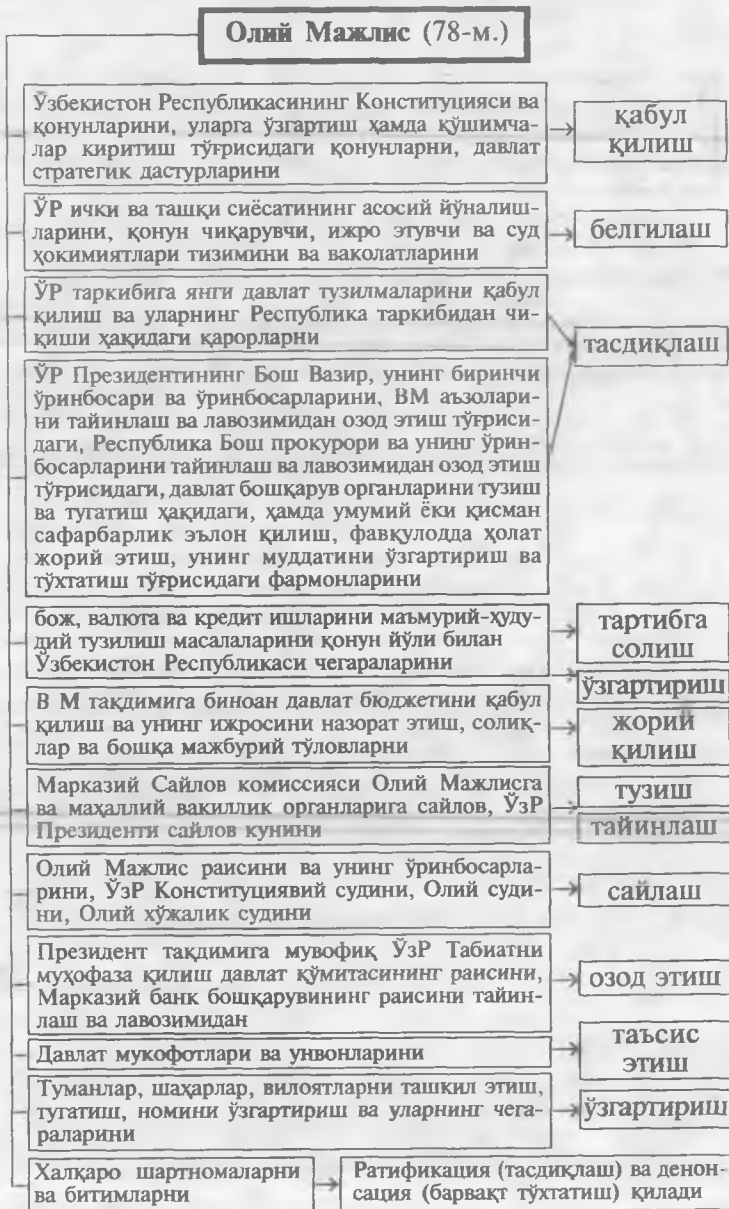 Олий Мажлис (78-м.)
Ўзбекистон Республикасининг Конституцияси ва
қонунларини, уларга ўзгартиш ҳамда қўшимча-
лар киритиш тўғрисидаги қонунларни, давлат
стратегик дастурларини
қабул
қилиш
ЎР ички ва ташқи сиёсатининг асосий йўналиш-
ларини, қонун чиқарувчи, ижро этувчи ва суд
ҳокимиятлари тизимини ва ваколатларини
белгилаш
ЎР таркибига янги давлат тузилмаларини қабул
қилиш ва уларнинг Республика таркибидан чи-
қиши ҳақидаги қарорларни
тасдиқлаш
ЎР Президентининг Бош Вазир, унинг биринчи
ўринбосари ва ўринбосарларини, ВМ аъзолари-
ни тайинлаш ва лавозимидан озод этиш тўғриси-
даги, Республика Бош прокурори ва унинг ўрин-
босарларини тайинлаш ва лавозимидан озод этиш
тўғрисидаги, давлат бошқарув органларини тузиш
ва тугатиш ҳақидаги, ҳамда умумий ёки қисман
сафарбарлик эълон қилиш, фавқулодда ҳолат
жорий этиш, унинг муддатини ўзгартириш ва
тўхтатиш тўғрисидаги фармонларини
бож, валюта ва кредит ишларини маъмурий-ҳуду-
дий тузилиш масалаларини қонун йўли билан
Ўзбекистон Республикаси чегараларини
тартибга
солиш
ўзгартириш
В М тақдимига биноан давлат бюджетини қабул
қилиш ва унинг ижросини назорат этиш, солиқ-
лар ва бошқа мажбурий тўловларни
жорий
қилиш
Марказий Сайлов комиссияси Олий Мажлисга
ва маҳаллий вакиллик органларига сайлов, ЎзР
Президенти сайлов кунини
тузиш
тайинлаш
Олий Мажлис раисини ва унинг ўринбосарла-
рини, ЎзР Конституциявий судини, Олий суди-
ни, Олий хўжалик судини
сайлаш
Президент тақдимига мувофиқ ЎзР Табиатни
муҳофаза қилиш давлат қўмитасининг раисини,
Марказий банк бошқарувининг раисини тайин-
лаш ва лавозимидан
озод этиш
Давлат мукофотлари ва унвонларини
таъсис
этиш
Туманлар, шаҳарлар, вилоятларни ташкил этиш,
тугатиш, номини ўзгартириш ва уларнинг чега-
раларини
ўзгартириш
Халқаро шартномаларни
ва битимларни
Ратификация (тасдиқлаш) ва денон-
сация (барвақт тўхтатиш) қилади